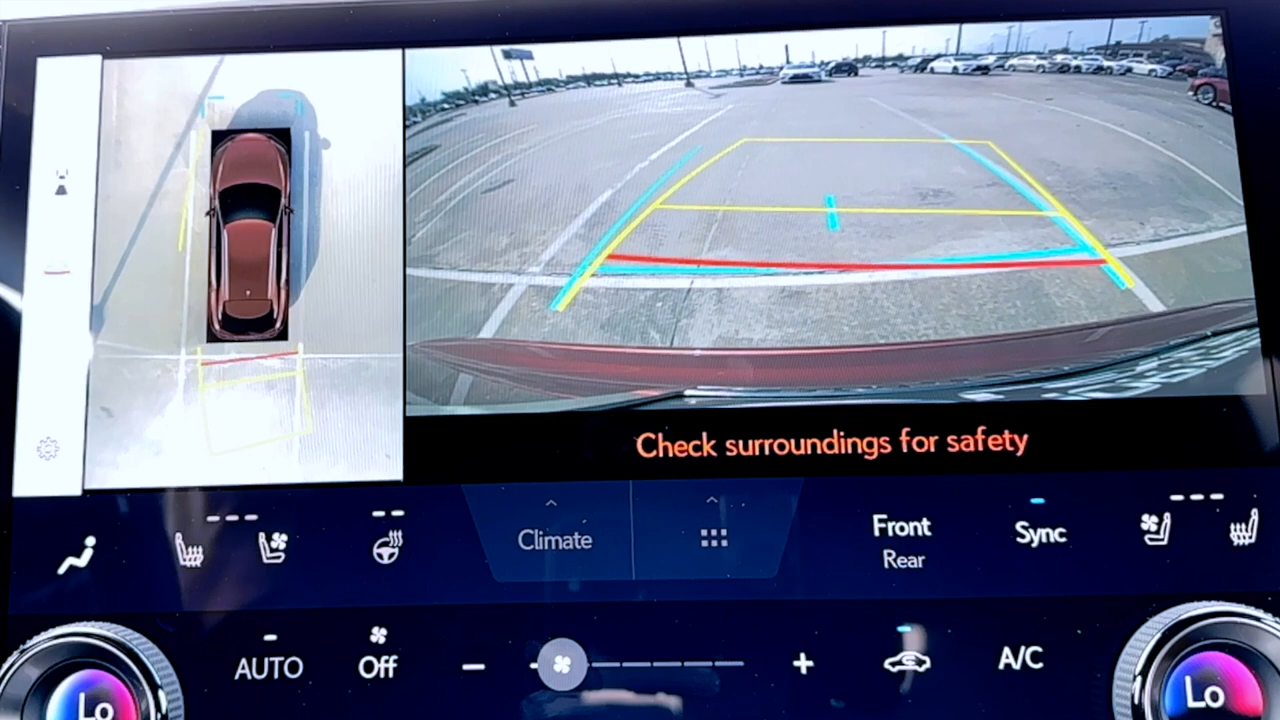 Check surroundings for safety
Climate
Front
Rear
Sync
AUTO
Off
A/C
Lo
Lo